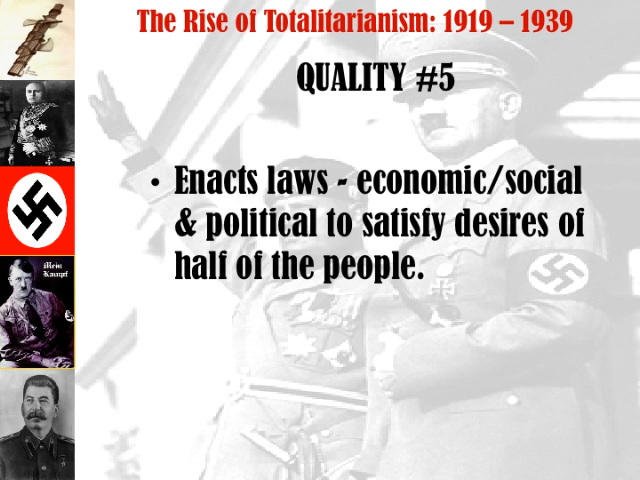 The Rise of Totalitarianism: 1919 – 1939
QUALITY #5
• Enacts laws - economic/social
& political to satisfy desires of
half of the people.
Mein
Kampf